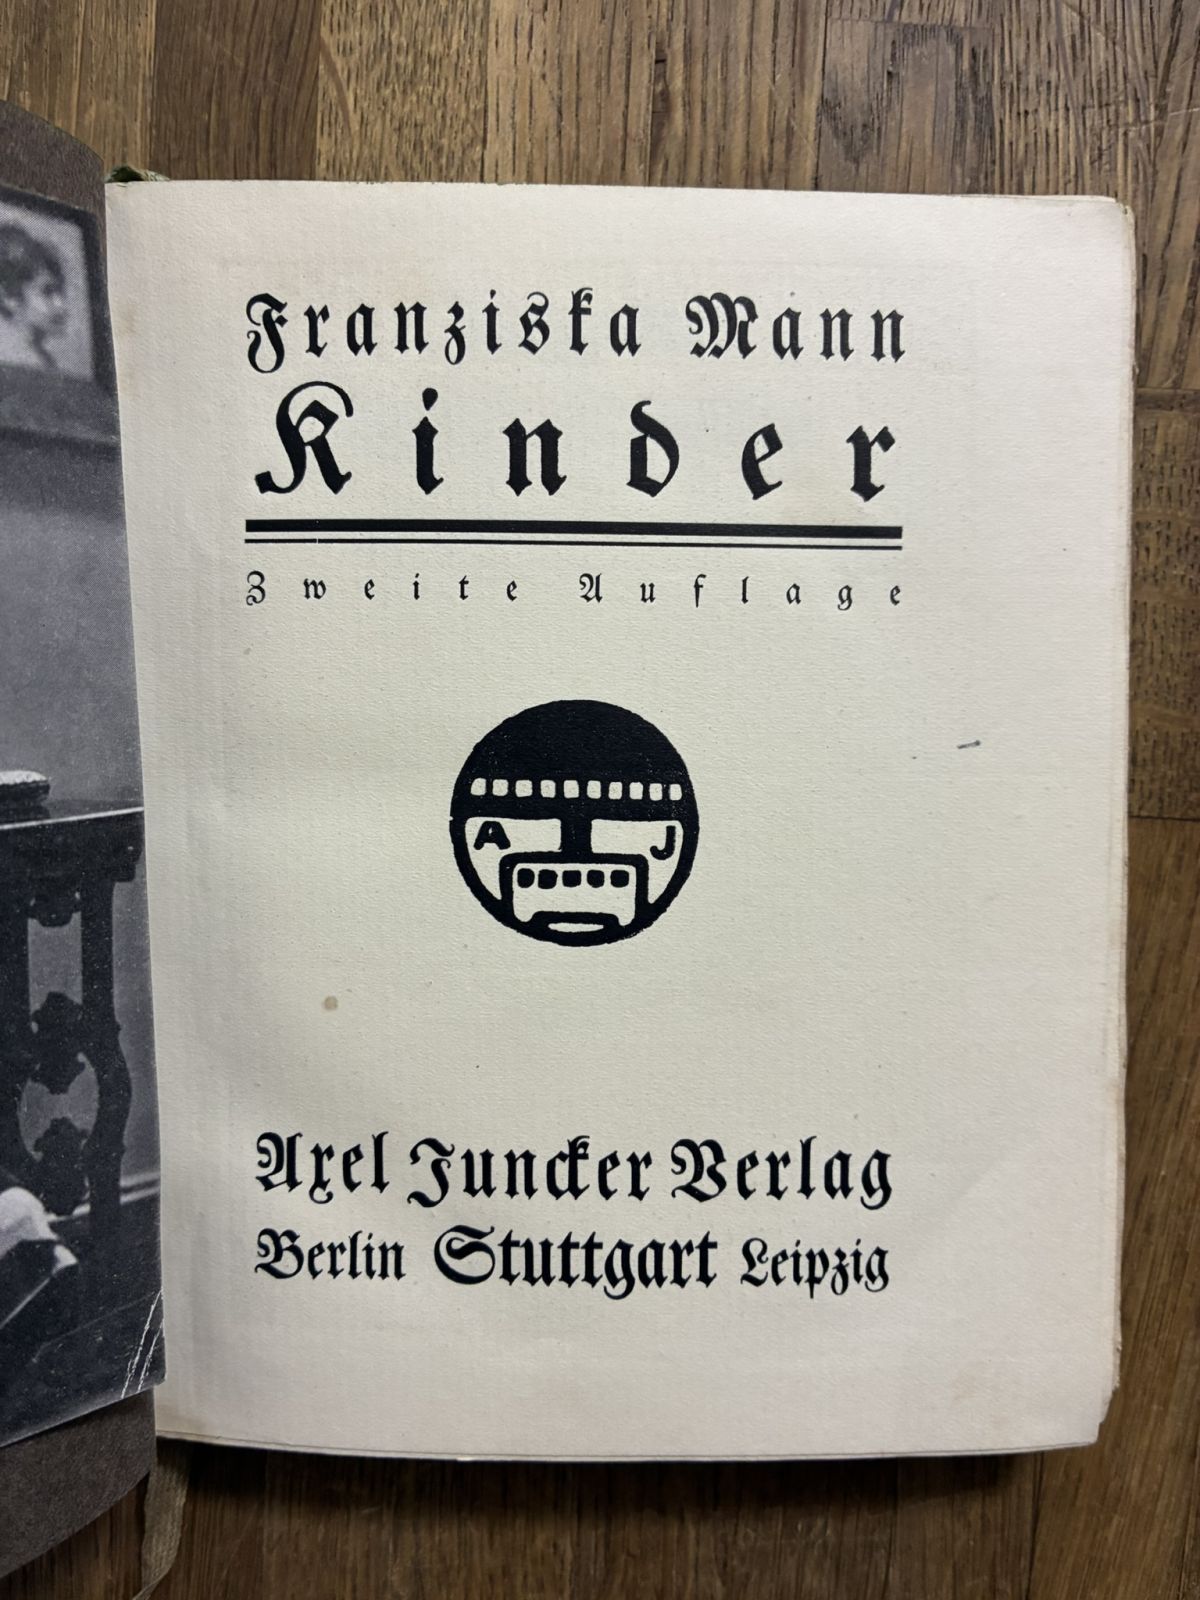 Franziska Mann
Kinder
Zweite Auflage
A J
Axel Juncker Verlag
Berlin Stuttgart Leipzig